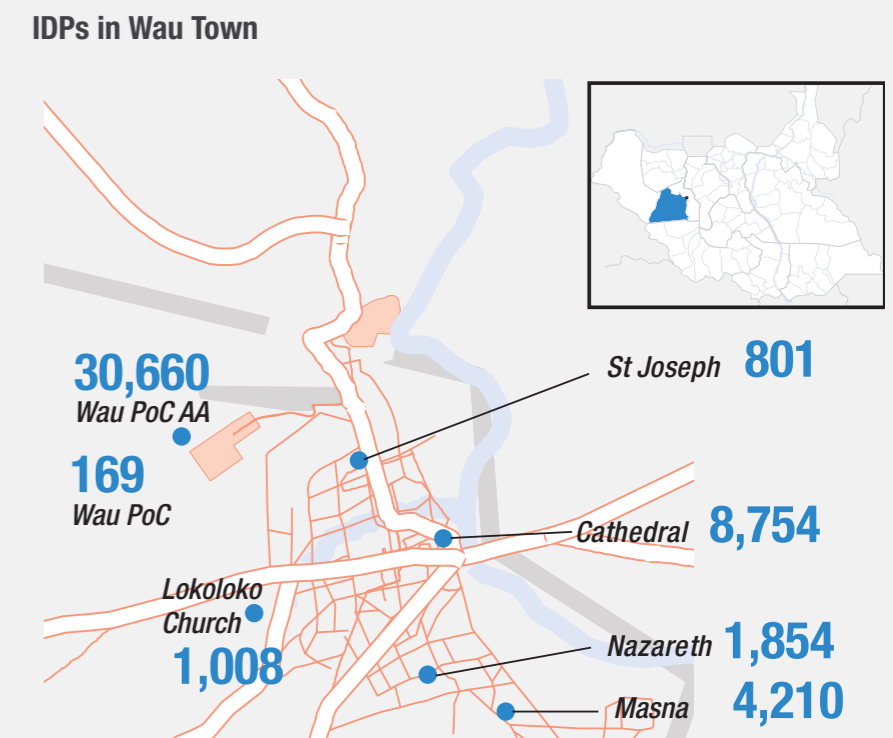 IDPs in Wau Town
30,660
Wau PoC AA
169
Wau PoC
St Joseph 801
Cathedral 8,754
Lokoloko
Church
1,008
Nazareth 1,854
Masna 4,210